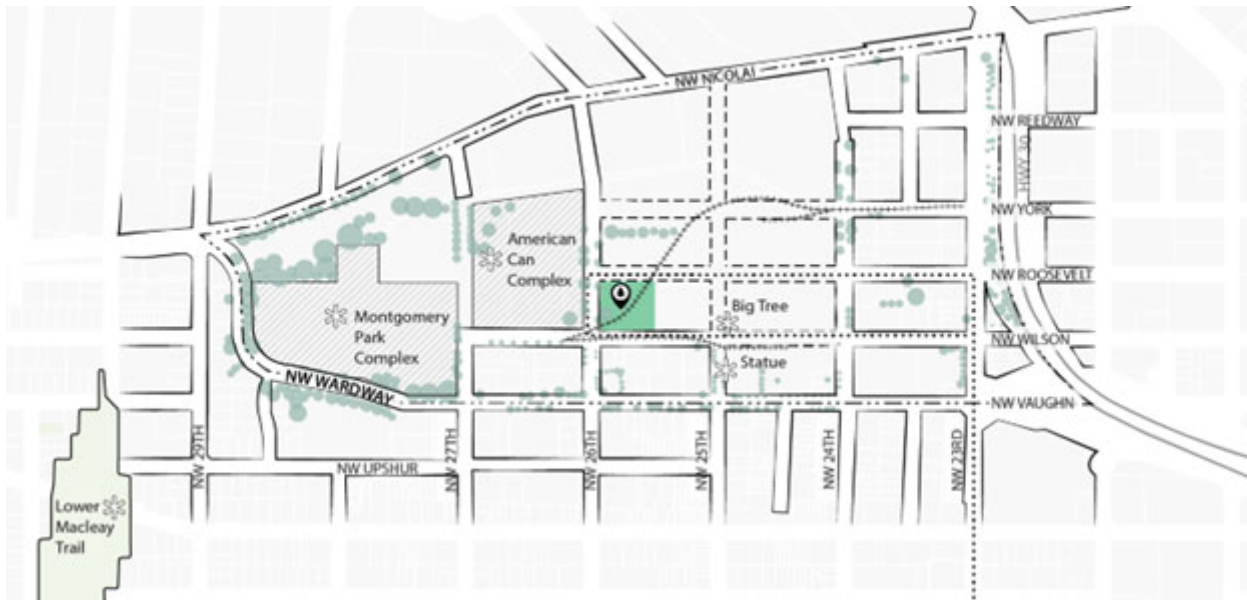 NW NICOLAI
NW REEDWAY
HWY 30
NW YORK
American
Can
Complex
NW ROOSEVELT
Big Tree
Montgomery
Park
Complex
NW WILSON
Statue
NW WARDWAY
NW VAUGHN
NW 29TH
NW 27TH
NW 26TH
NW 25TH
NW 24TH
NW 23RD
NW UPSHUR
Lower
Macleay
Trail